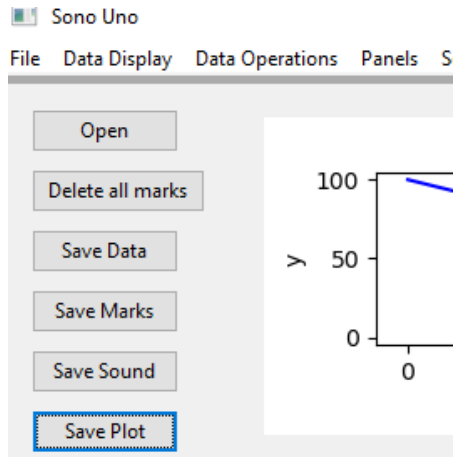 Sono Uno
File Data Display Data Operations Panels S
Open
Delete all marks
Save Data
Save Marks
Save Sound
Save Plot
100
y
50
0
0